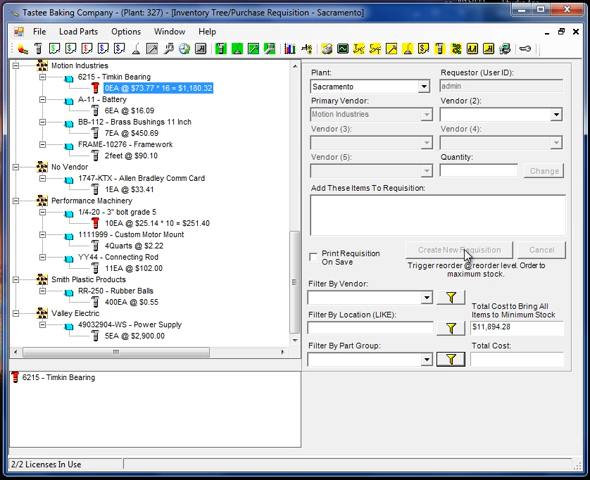 Tastee Baking Company - (Plant: 327) - [Inventory Tree/Purchase Requisition - Sacramento]
File Load Parts Options Window Help
Motion Industries
6215 - Timkin Bearing
0EA @ $73.77 * 16 = $1,180.32
A-11 - Battery
6EA @ $16.09
BB-112 - Brass Bushings 11 Inch
7EA @ $450.69
FRAME-10276 - Framework
2feet @ $90.10
No Vendor
1747-KTX - Allen Bradley Comm Card
1EA @ $33.41
Performance Machinery
1/4-20 - 3" bolt grade 5
10EA @ $25.14 * 10 = $251.40
1111999 - Custom Motor Mount
4Quarts @ $2.22
YY44 - Connecting Rod
11EA @ $102.00
Smith Plastic Products
RR-250 - Rubber Balls
400EA @ $0.55
Valley Electric
49032904-WS - Power Supply
5EA @ $2,900.00
6215 - Timkin Bearing
Plant:
Requestor (User ID):
Sacramento
admin
Primary Vendor:
Vendor (2):
Motion Industries
Vendor (3):
Vendor (4):
Vendor (5):
Quantity:
Change
Add These Items To Requisition:
Print Requisition On Save
Create New Requisition
Cancel
Trigger reorder @ reorder level. Order to
maximum stock.
Filter By Vendor:
Total Cost to Bring All
Items to Minimum Stock
Filter By Location (LIKE):
$11,894.28
Filter By Part Group:
Total Cost:
2/2 Licenses In Use